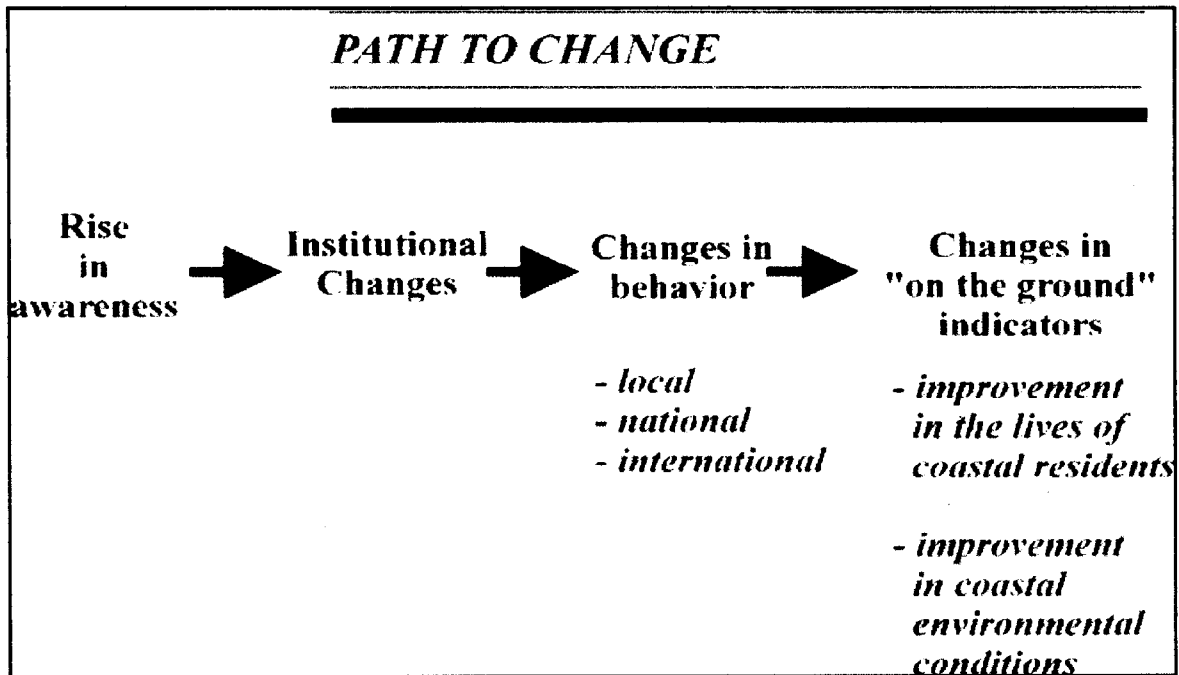 PATH TO CHANGE
Rise
in
awareness
Institutional
Changes
Changes in
behavior
- local
- national
- international
Changes in
"on the ground"
indicators
- improvement
in the lives of
coastal residents
- improvement
in coastal
environmental
conditions